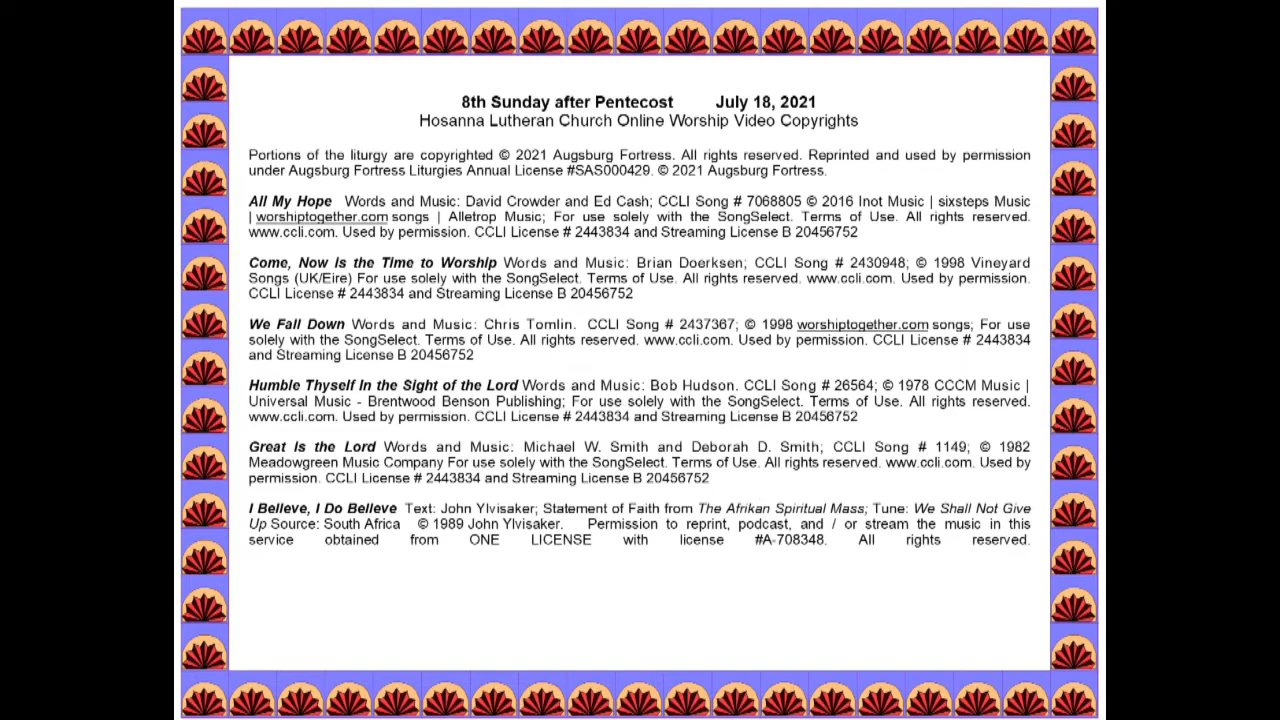 8th Sunday after Pentecost July 18, 2021
Hosanna Lutheran Church Online Worship Video Copyrights
Portions of the liturgy are copyrighted © 2021 Augsburg Fortress. All rights reserved. Reprinted and used by permission
under Augsburg Fortress Liturgies Annual License #SAS000429. © 2021 Augsburg Fortress.
All My Hope Words and Music: David Crowder and Ed Cash; CCLI Song # 7068805 © 2016 Inot Music | sixsteps Music
| worshiptogether.com songs | Alletrop Music; For use solely with the SongSelect. Terms of Use. All rights reserved.
www.ccli.com. Used by permission. CCLI License # 2443834 and Streaming License B 20456752
Come, Now Is the Time to Worship Words and Music: Brian Doerksen; CCLI Song # 2430948; © 1998 Vineyard
Songs (UK/Eire) For use solely with the SongSelect. Terms of Use. All rights reserved. www.ccli.com. Used by permission.
CCLI License # 2443834 and Streaming License B 20456752
We Fall Down Words and Music: Chris Tomlin. CCLI Song # 2437367; © 1998 worshiptogether.com songs; For use
solely with the SongSelect. Terms of Use. All rights reserved. www.ccli.com. Used by permission. CCLI License # 2443834
and Streaming License B 20456752
Humble Thyself In the Sight of the Lord Words and Music: Bob Hudson. CCLI Song # 26564; © 1978 CCCM Music |
Universal Music - Brentwood Benson Publishing; For use solely with the SongSelect. Terms of Use. All rights reserved.
www.ccli.com. Used by permission. CCLI License # 2443834 and Streaming License B 20456752
Great Is the Lord Words and Music: Michael W. Smith and Deborah D. Smith; CCLI Song # 1149; © 1982
Meadowgreen Music Company For use solely with the SongSelect. Terms of Use. All rights reserved. www.ccli.com. Used by
permission. CCLI License # 2443834 and Streaming License B 20456752
I Believe, I Do Believe Text: John Ylvisaker; Statement of Faith from The Afrikan Spiritual Mass; Tune: We Shall Not Give
Up Source: South Africa © 1989 John Ylvisaker. Permission to reprint, podcast, and / or stream the music in this
service obtained from ONE LICENSE with license #A-708348. All rights reserved.